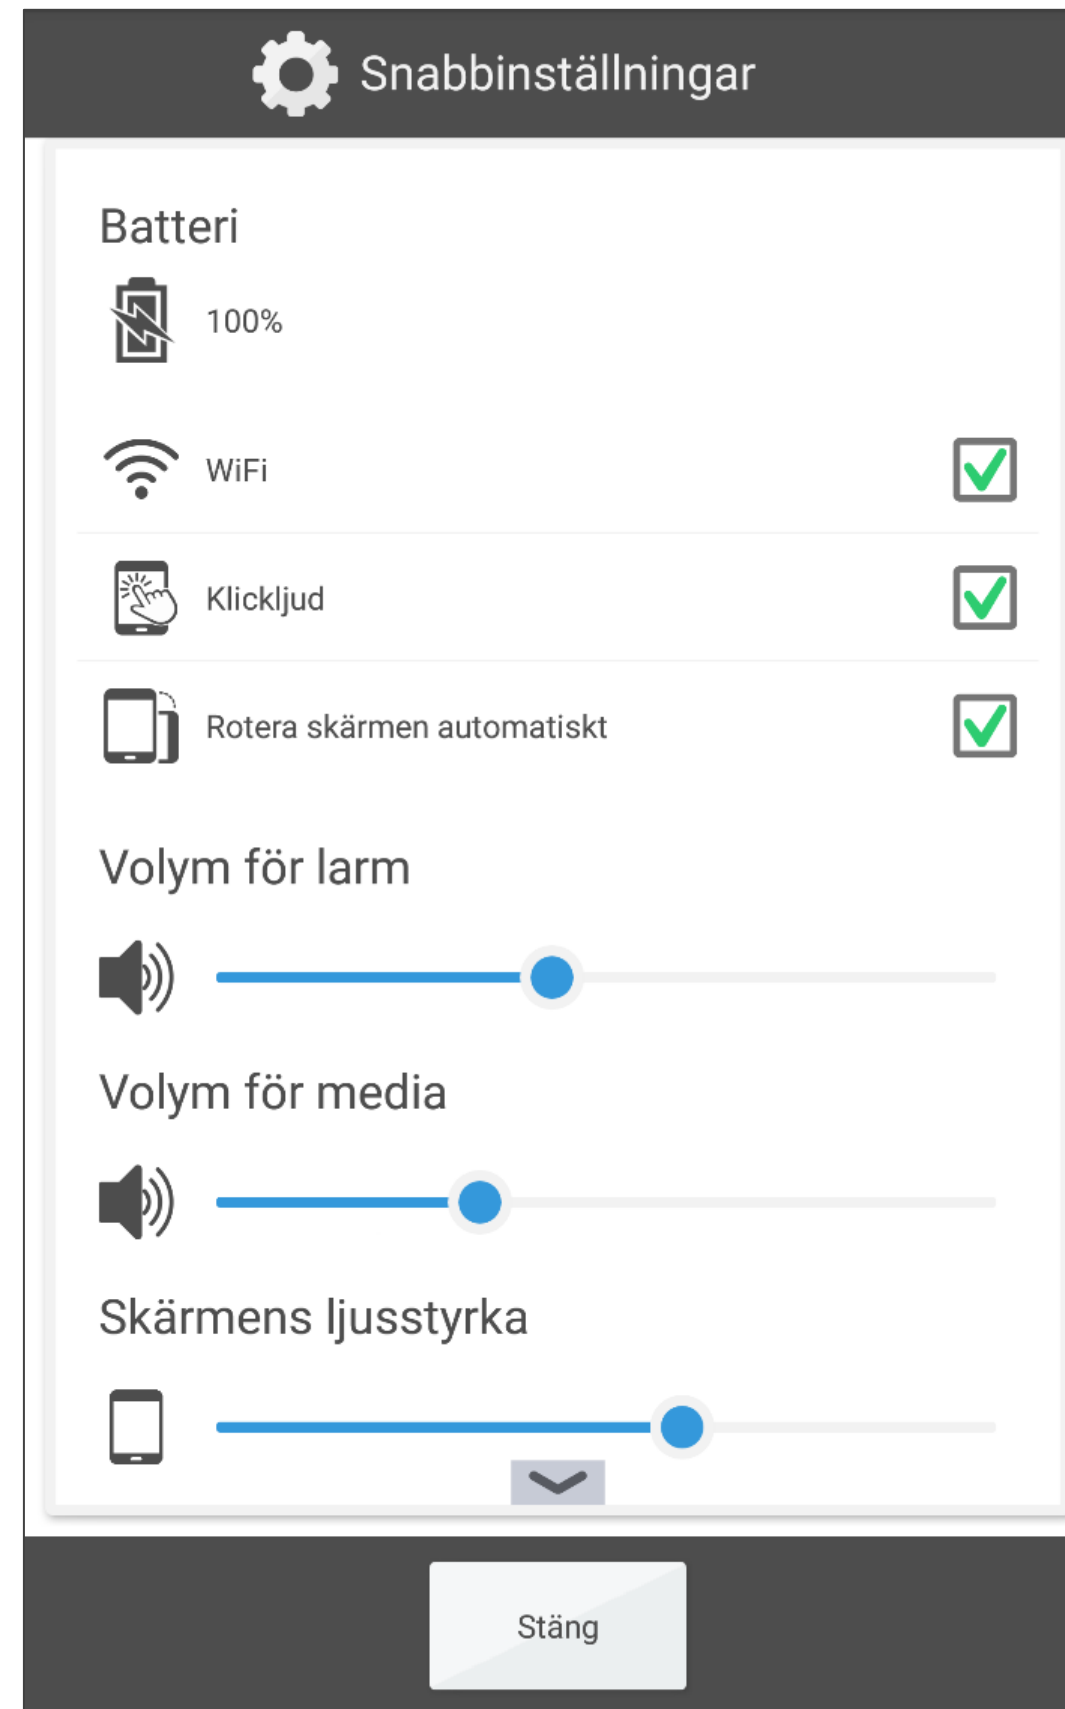 Snabbinställningar
Batteri
100%
WiFi
Klickljud
Rotera skärmen automatiskt
Volym för larm
Volym för media
Skärmens ljusstyrka
Stäng